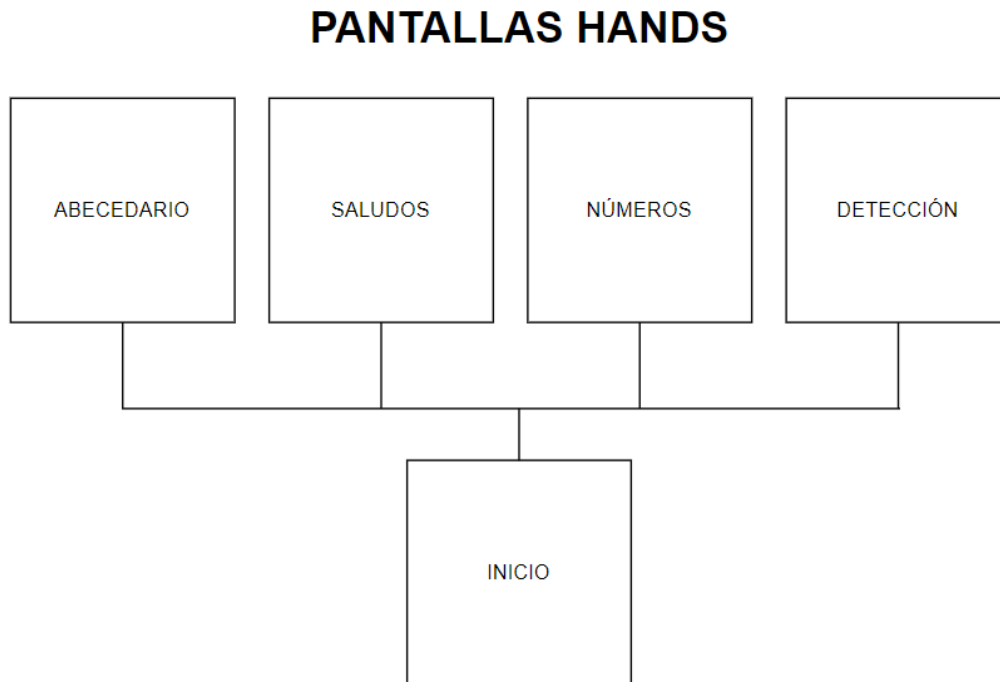 PANTALLAS HANDS
ABECEDARIO
SALUDOS
NÚMEROS
DETECCIÓN
INICIO